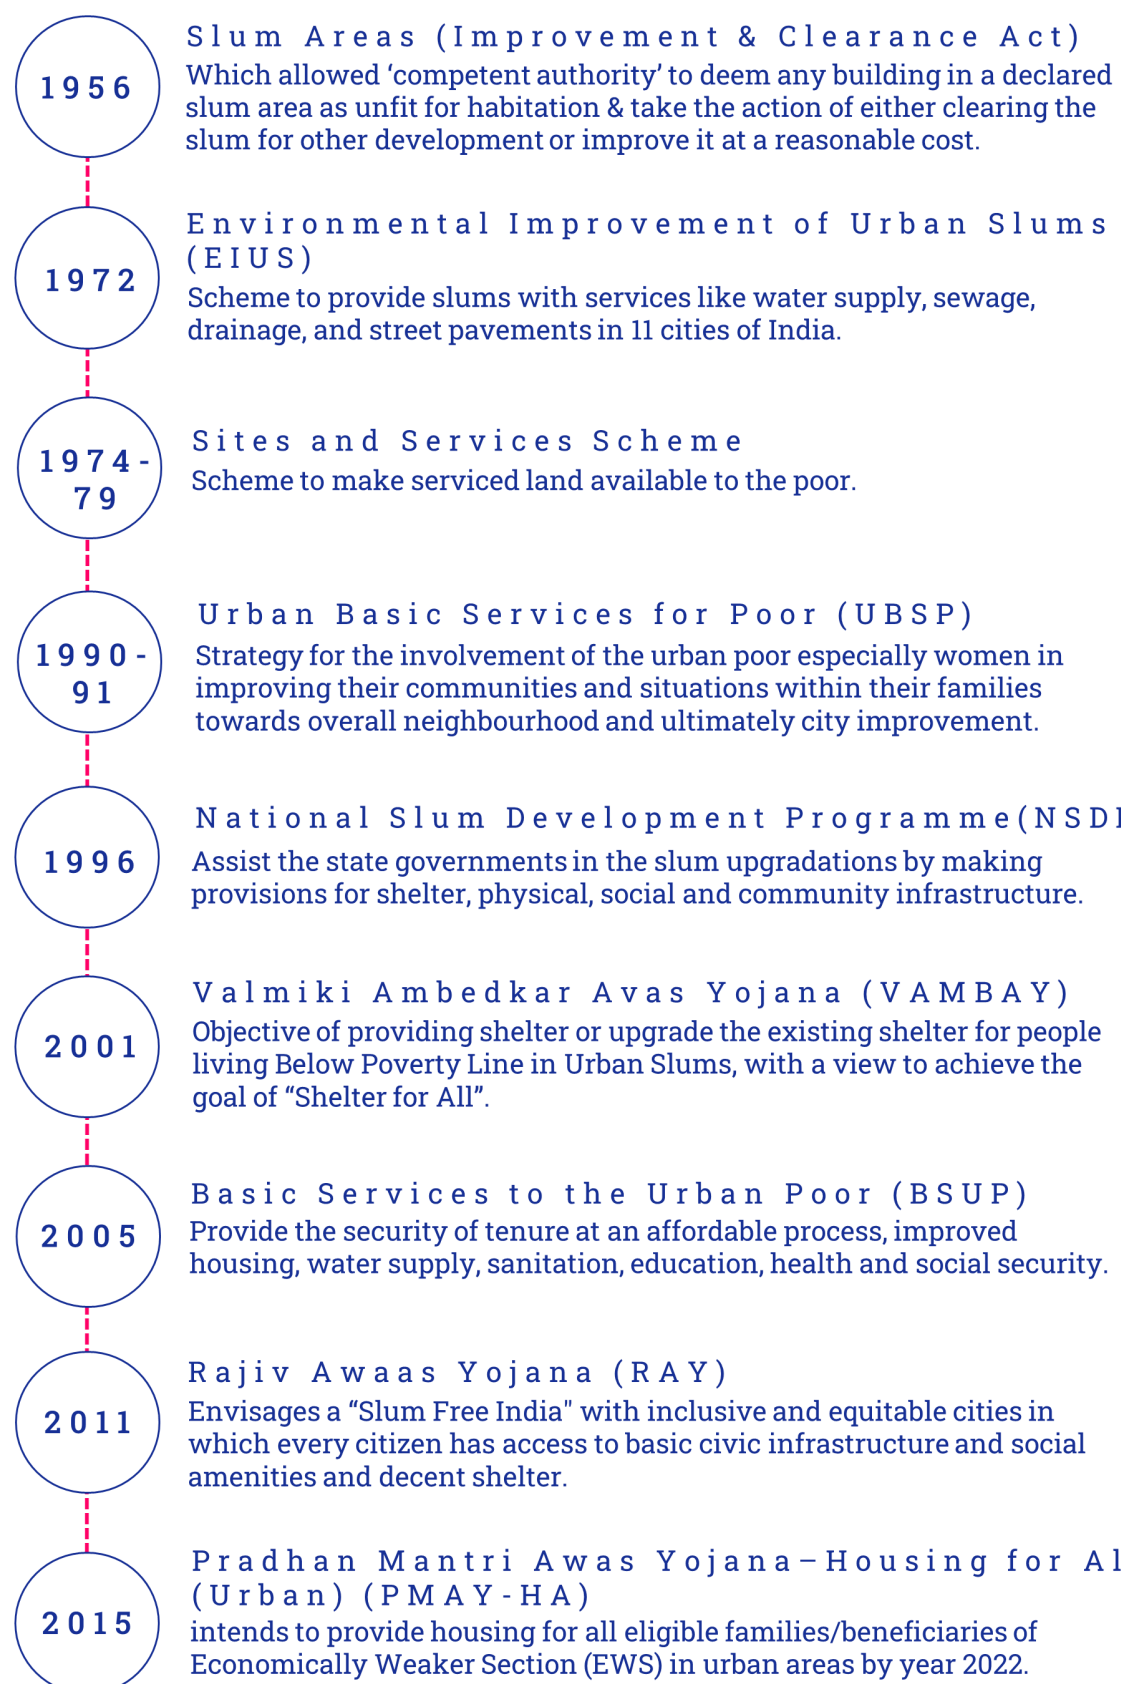 1956
Slum Areas (Improvement & Clearance Act)
Which allowed ‘competent authority’ to deem any building in a declared
slum area as unfit for habitation & take the action of either clearing the
slum for other development or improve it at a reasonable cost.
1972
Environmental Improvement of Urban Slums
(EIUS)
Scheme to provide slums with services like water supply, sewage,
drainage, and street pavements in 11 cities of India.
1974-
79
Sites and Services Scheme
Scheme to make serviced land available to the poor.
1990-
91
Urban Basic Services for Poor (UBSP)
Strategy for the involvement of the urban poor especially women in
improving their communities and situations within their families
towards overall neighbourhood and ultimately city improvement.
1996
National Slum Development Programme(NSD
Assist the state governments in the slum upgradations by making
provisions for shelter, physical, social and community infrastructure.
2001
Valmiki Ambedkar Avas Yojana (VAMBAY)
Objective of providing shelter or upgrade the existing shelter for people
living Below Poverty Line in Urban Slums, with a view to achieve the
goal of “Shelter for All”.
2005
Basic Services to the Urban Poor (BSUP)
Provide the security of tenure at an affordable process, improved
housing, water supply, sanitation, education, health and social security.
2011
Rajiv Awaas Yojana (RAY)
Envisages a “Slum Free India" with inclusive and equitable cities in
which every citizen has access to basic civic infrastructure and social
amenities and decent shelter.
2015
Pradhan Mantri Awas Yojana–Housing for Al
(Urban) (PMAY-HA)
intends to provide housing for all eligible families/beneficiaries of
Economically Weaker Section (EWS) in urban areas by year 2022.